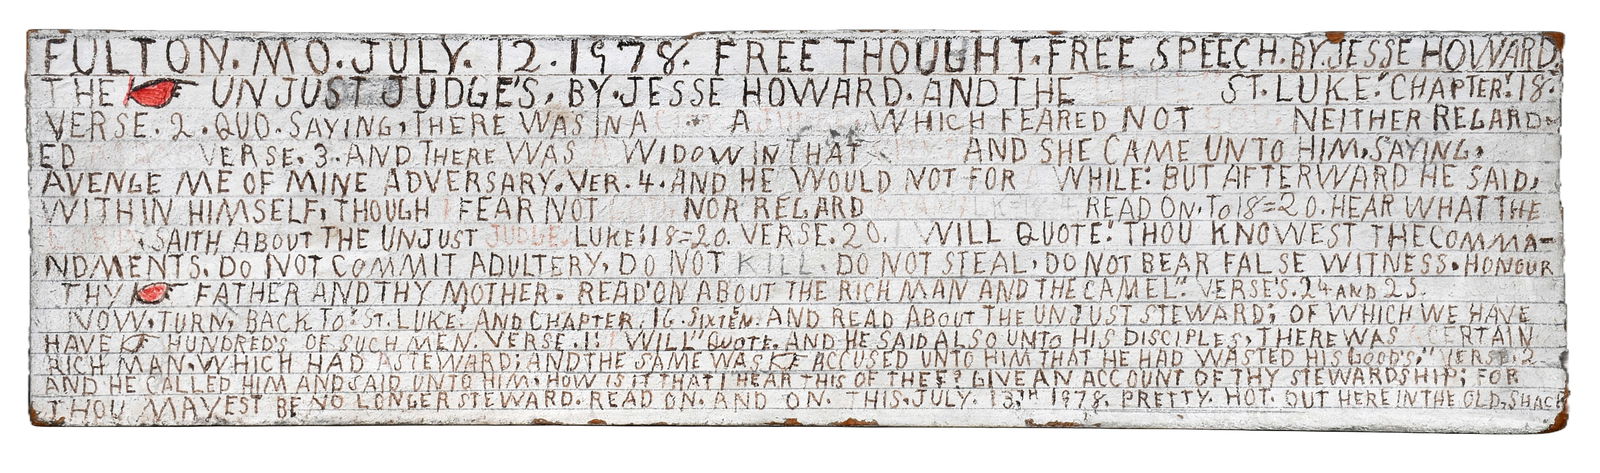 FULTON. MO. JULY. 12. 1978. FREE THOUGHT. FREE SPEECH. BY. JESSE HOWARD.
THE UNJUST JUDGE'S. BY. JESSE HOWARD. AND THE ST. LUKE: CHAPTER: 18.
VERSE. 2. QUO. SAYING, THERE WAS IN A A WHICH FEARED NOT NEITHER REGARD-
ED VERSE. 3. AND THERE WAS WIDOW IN THAT AND SHE CAME UNTO HIM, SAYING,
AVENGE ME OF MINE ADVERSARY. VER. 4. AND HE WOULD NOT FOR WHILE: BUT AFTERWARD HE SAID,
WITHIN HIMSELF, THOUGH I FEAR NOT NOR REGARD READ ON. TO 18=20. HEAR WHAT THE
, SAITH ABOUT THE UNJUST JUDGE. LUKE: 18=20. VERSE. 20. I WILL QUOTE: THOU KNOWEST THE COMMA-
NDMENTS. DO NOT COMMIT ADULTERY, DO NOT KILL. DO NOT STEAL, DO NOT BEAR FALSE WITNESS. HONOUR
THY FATHER AND THY MOTHER. READ ON ABOUT THE RICH MAN AND THE CAMEL." VERSE'S. 24 AND 25.
NOW, TURN, BACK TO: ST. LUKE: AND CHAPTER, 16. SIXTEN. AND READ ABOUT THE UNJUST STEWARD; OF WHICH WE HAVE
HAVE HUNDRED'S OF SUCH MEN. VERSE. 1: I WILL QUOTE. AND HE SAID ALSO UNTO HIS DISCIPLES, THERE WAS CERTAIN
RICH MAN. WHICH HAD A STEWARD; AND THE SAME WAS ACCUSED UNTO HIM THAT HE HAD WASTED HIS GOODS." VERSE. 2
AND HE CALLED HIM AND SAID UNTO HIM, HOW IS IT THAT I HEAR THIS OF THEE? GIVE AN ACCOUNT OF THY STEWARDSHIP; FOR
THOU MAYEST BE NO LONGER STEWARD. READ ON. AND ON. THIS. JULY. 13TH 1978. PRETTY. HOT. OUT HERE IN THE OLD. SHACK